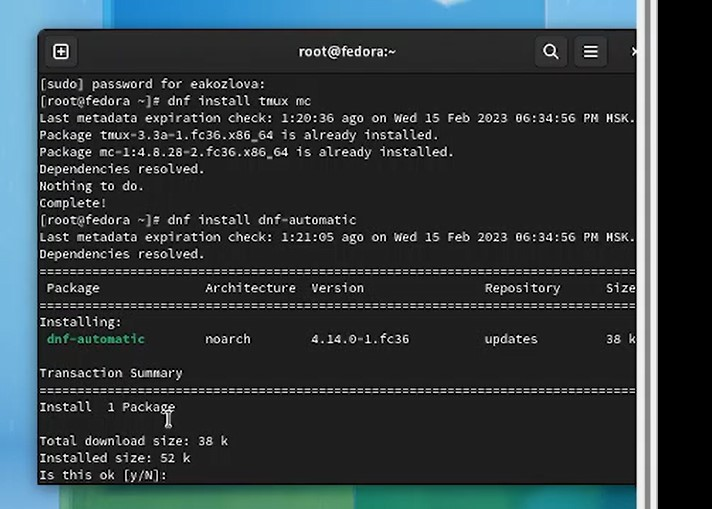 root@fedora:~
[sudo] password for eakozlova:
[root@fedora ~]# dnf install tmux mc
Last metadata expiration check: 1:20:36 ago on Wed 15 Feb 2023 06:34:56 PM MSK.
Package tmux-3.3a-1.fc36.x86_64 is already installed.
Package mc-1:4.8.28-2.fc36.x86_64 is already installed.
Dependencies resolved.
Nothing to do.
Complete!
[root@fedora ~]# dnf install dnf-automatic
Last metadata expiration check: 1:21:05 ago on Wed 15 Feb 2023 06:34:56 PM MSK.
Dependencies resolved.
Package Architecture Version Repository Size
Installing:
dnf-automatic noarch 4.14.0-1.fc36 updates 38 k
Transaction Summary
Install 1 Package
Total download size: 38 k
Installed size: 52 k
Is this ok [y/N]: